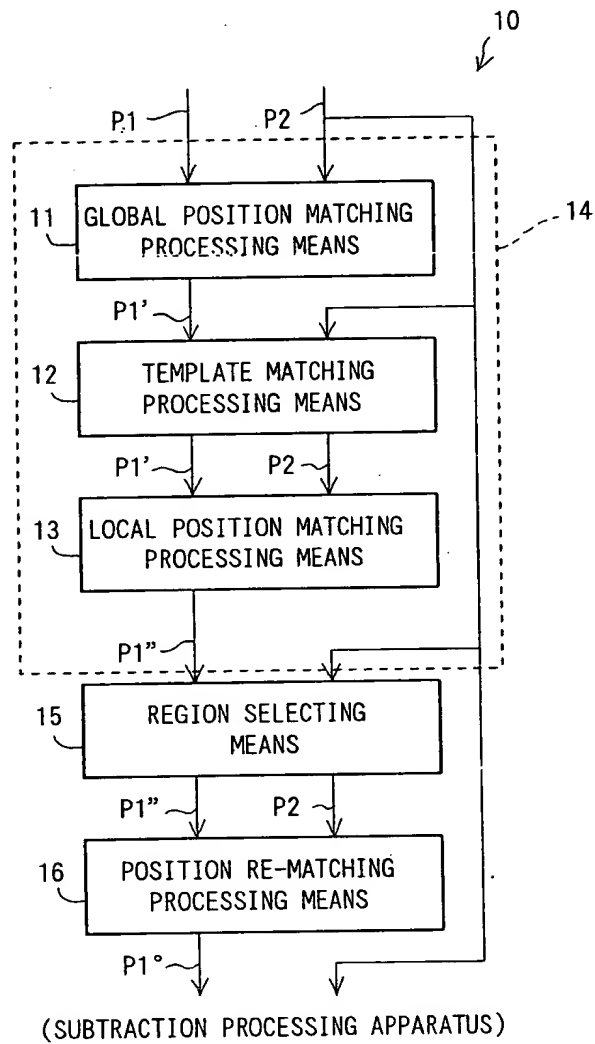 10
P1
P2
11
GLOBAL POSITION MATCHING
PROCESSING MEANS
14
P1'
12
TEMPLATE MATCHING
PROCESSING MEANS
P1'
P2
13
LOCAL POSITION MATCHING
PROCESSING MEANS
P1"
15
REGION SELECTING
MEANS
P1"
P2
16
POSITION RE-MATCHING
PROCESSING MEANS
P1°
(SUBTRACTION PROCESSING APPARATUS)